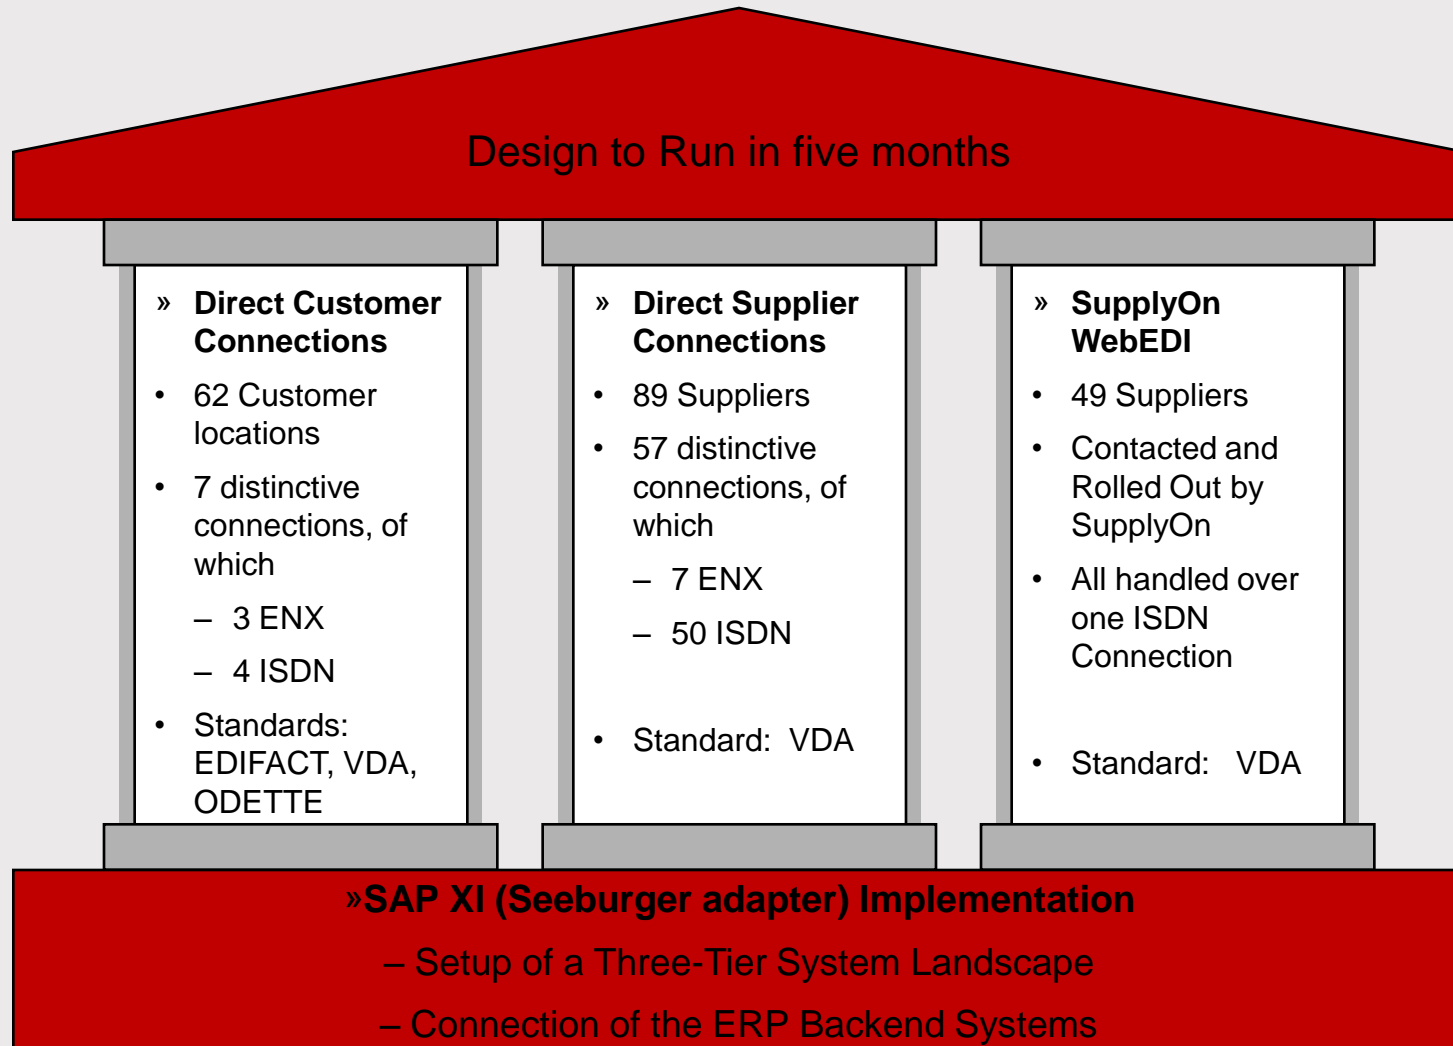 Design to Run in five months
» Direct Customer
Connections
• 62 Customer
locations
• 7 distinctive
connections, of
which
– 3 ENX
– 4 ISDN
• Standards:
EDIFACT, VDA,
ODETTE
» Direct Supplier
Connections
• 89 Suppliers
• 57 distinctive
connections, of
which
– 7 ENX
– 50 ISDN
• Standard: VDA
» SupplyOn
WebEDI
• 49 Suppliers
• Contacted and
Rolled Out by
SupplyOn
• All handled over
one ISDN
Connection
• Standard: VDA
»SAP XI (Seeburger adapter) Implementation
– Setup of a Three-Tier System Landscape
– Connection of the ERP Backend Systems